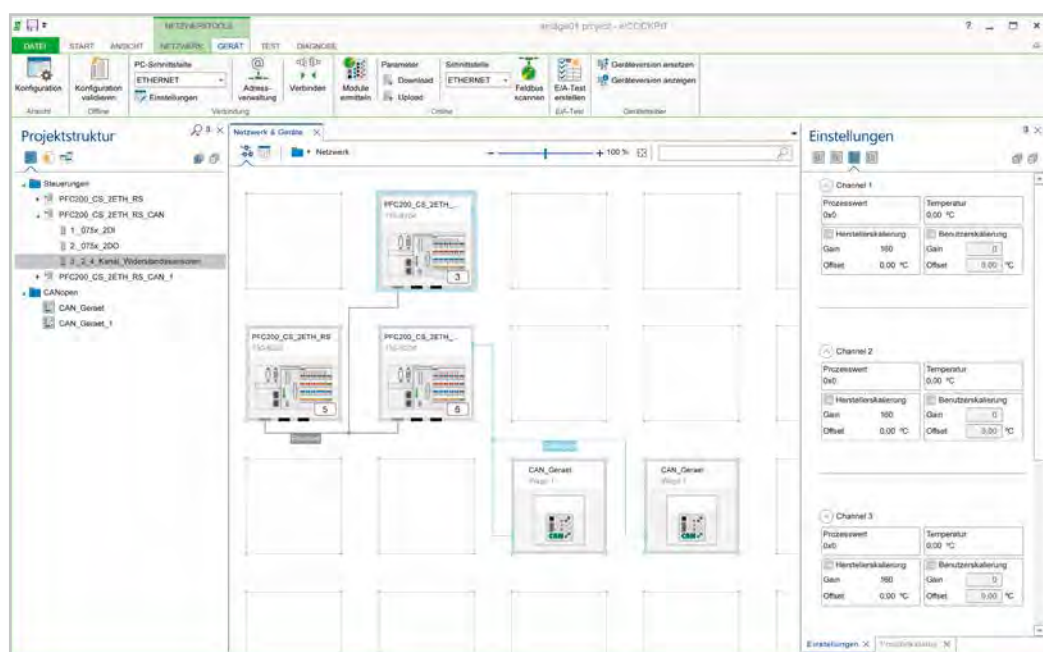 NETZWERKTOOLS
e!COCKPIT
?
DATEI START ANSICHT NETZWERK GERÄT TEST DIAGNOSE
Konfiguration
Ansicht
Konfiguration validieren
Offline
PC-Schnittstelle
ETHERNET
Einstellungen
Adress-
verwaltung
Verbinden
Verbindung
Module
ermitteln
Parameter
Download
Upload
Schnittstelle
ETHERNET
Feldbus
scannen
Online
E/A-Test
erstellen
E/A-Test
Geräteversion ersetzen
Geräteversion anzeigen
Projektstruktur
Steuerungen
PFC200_CS_2ETH_RS
PFC200_CS_2ETH_RS_CAN
1_075x_2DI
2_075x_2DO
3_2_4_Kanal_Widerstandssensoren
PFC200_CS_2ETH_RS_CAN_1
CANopen
CAN_Geraet
CAN_Geraet_1
Netzwerk & Geräte
Netzwerk
100 %
PFC200_CS_2ETH_...
3
PFC200_CS_2ETH_RS
5
PFC200_CS_2ETH_...
6
CAN_Geraet
CAN
CAN_Geraet
CAN
Einstellungen
Channel 1
Prozesswert
0x0
Temperatur
0.00 °C
Herstellerskalierung
Gain 160
Offset 0.00 °C
Benutzerskalierung
Gain 0
Offset 0.00 °C
Channel 2
Prozesswert
0x0
Temperatur
0.00 °C
Herstellerskalierung
Gain 160
Offset 0.00 °C
Benutzerskalierung
Gain 0
Offset 0.00 °C
Channel 3
Prozesswert
0x0
Temperatur
0.00 °C
Herstellerskalierung
Gain 160
Offset 0.00 °C
Benutzerskalierung
Gain 0
Offset 0.00 °C
Einstellungen